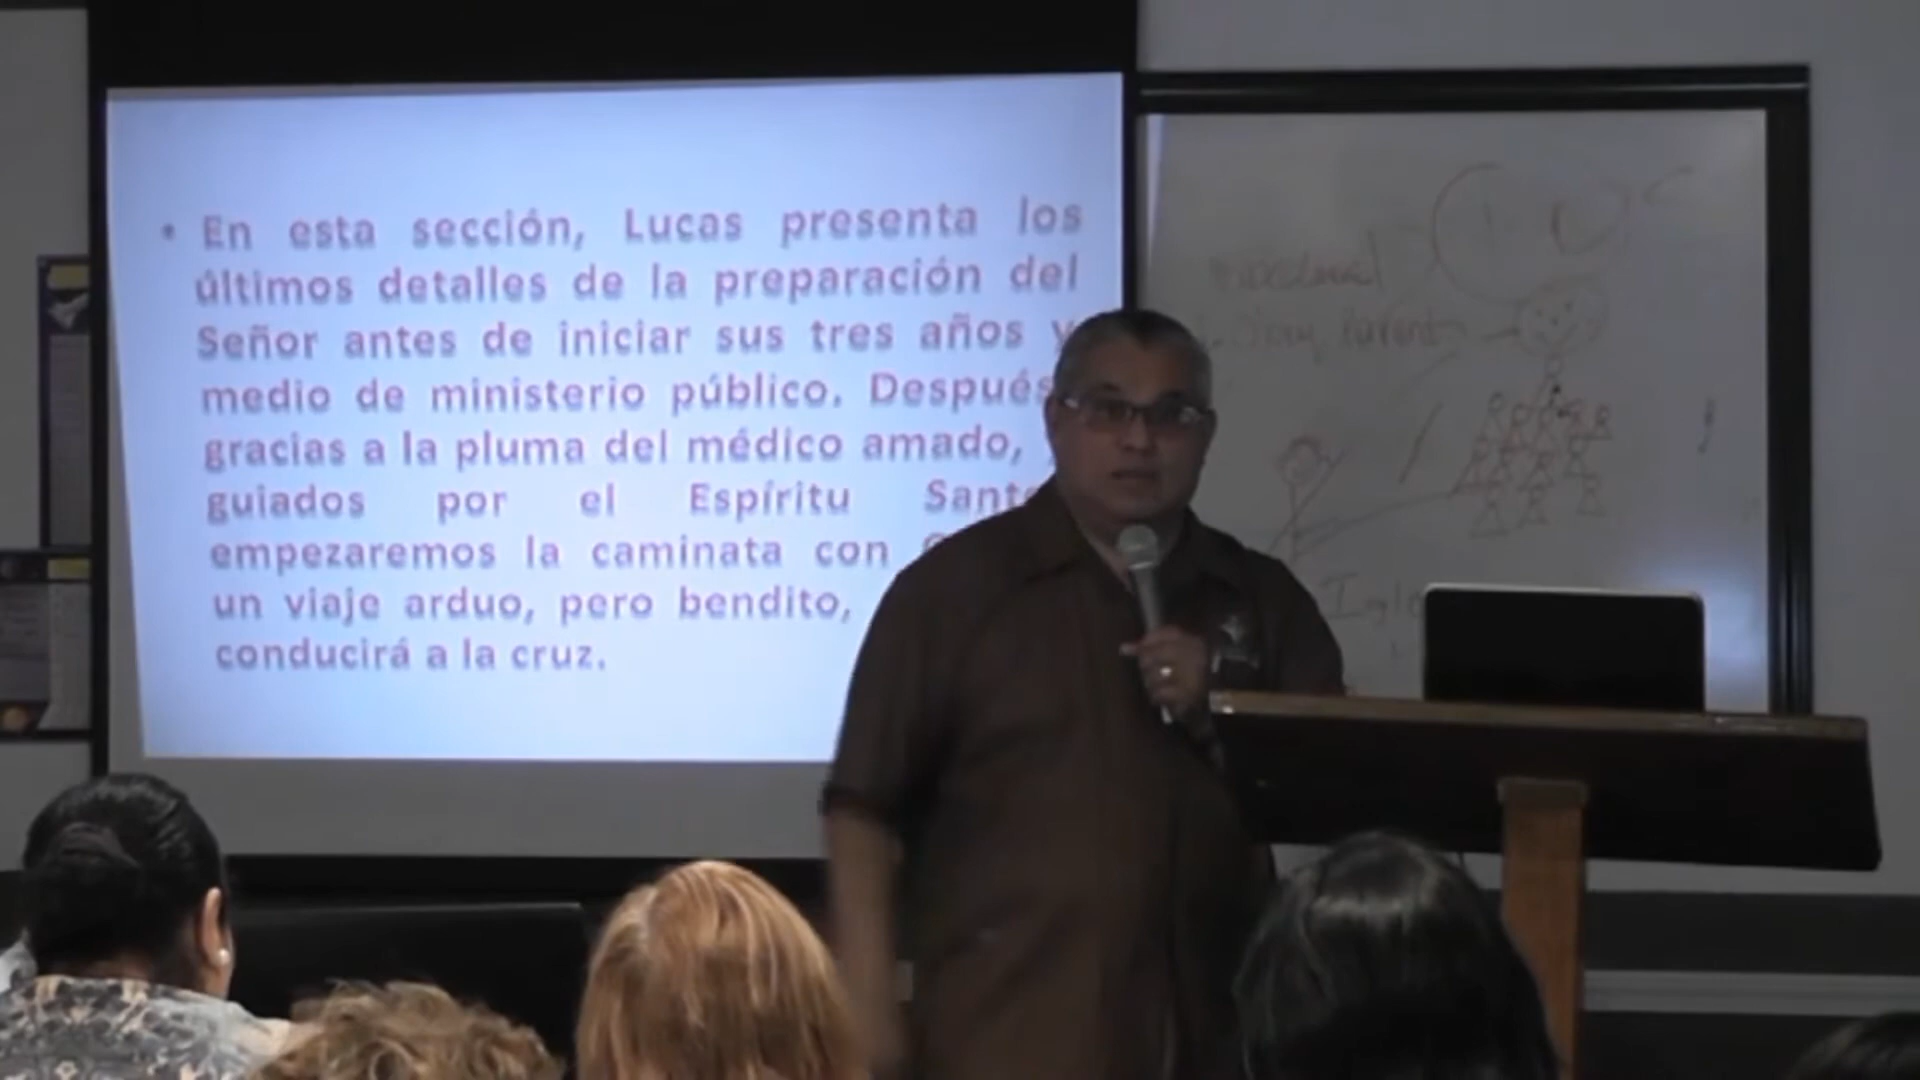 • En esta sección, Lucas presenta los
últimos detalles de la preparación del
Señor antes de iniciar sus tres años y
medio de ministerio público. Después
gracias a la pluma del médico amado,
guiados por el Espíritu
empezaremos la caminata con
un viaje arduo, pero bendito,
conducirá a la cruz.